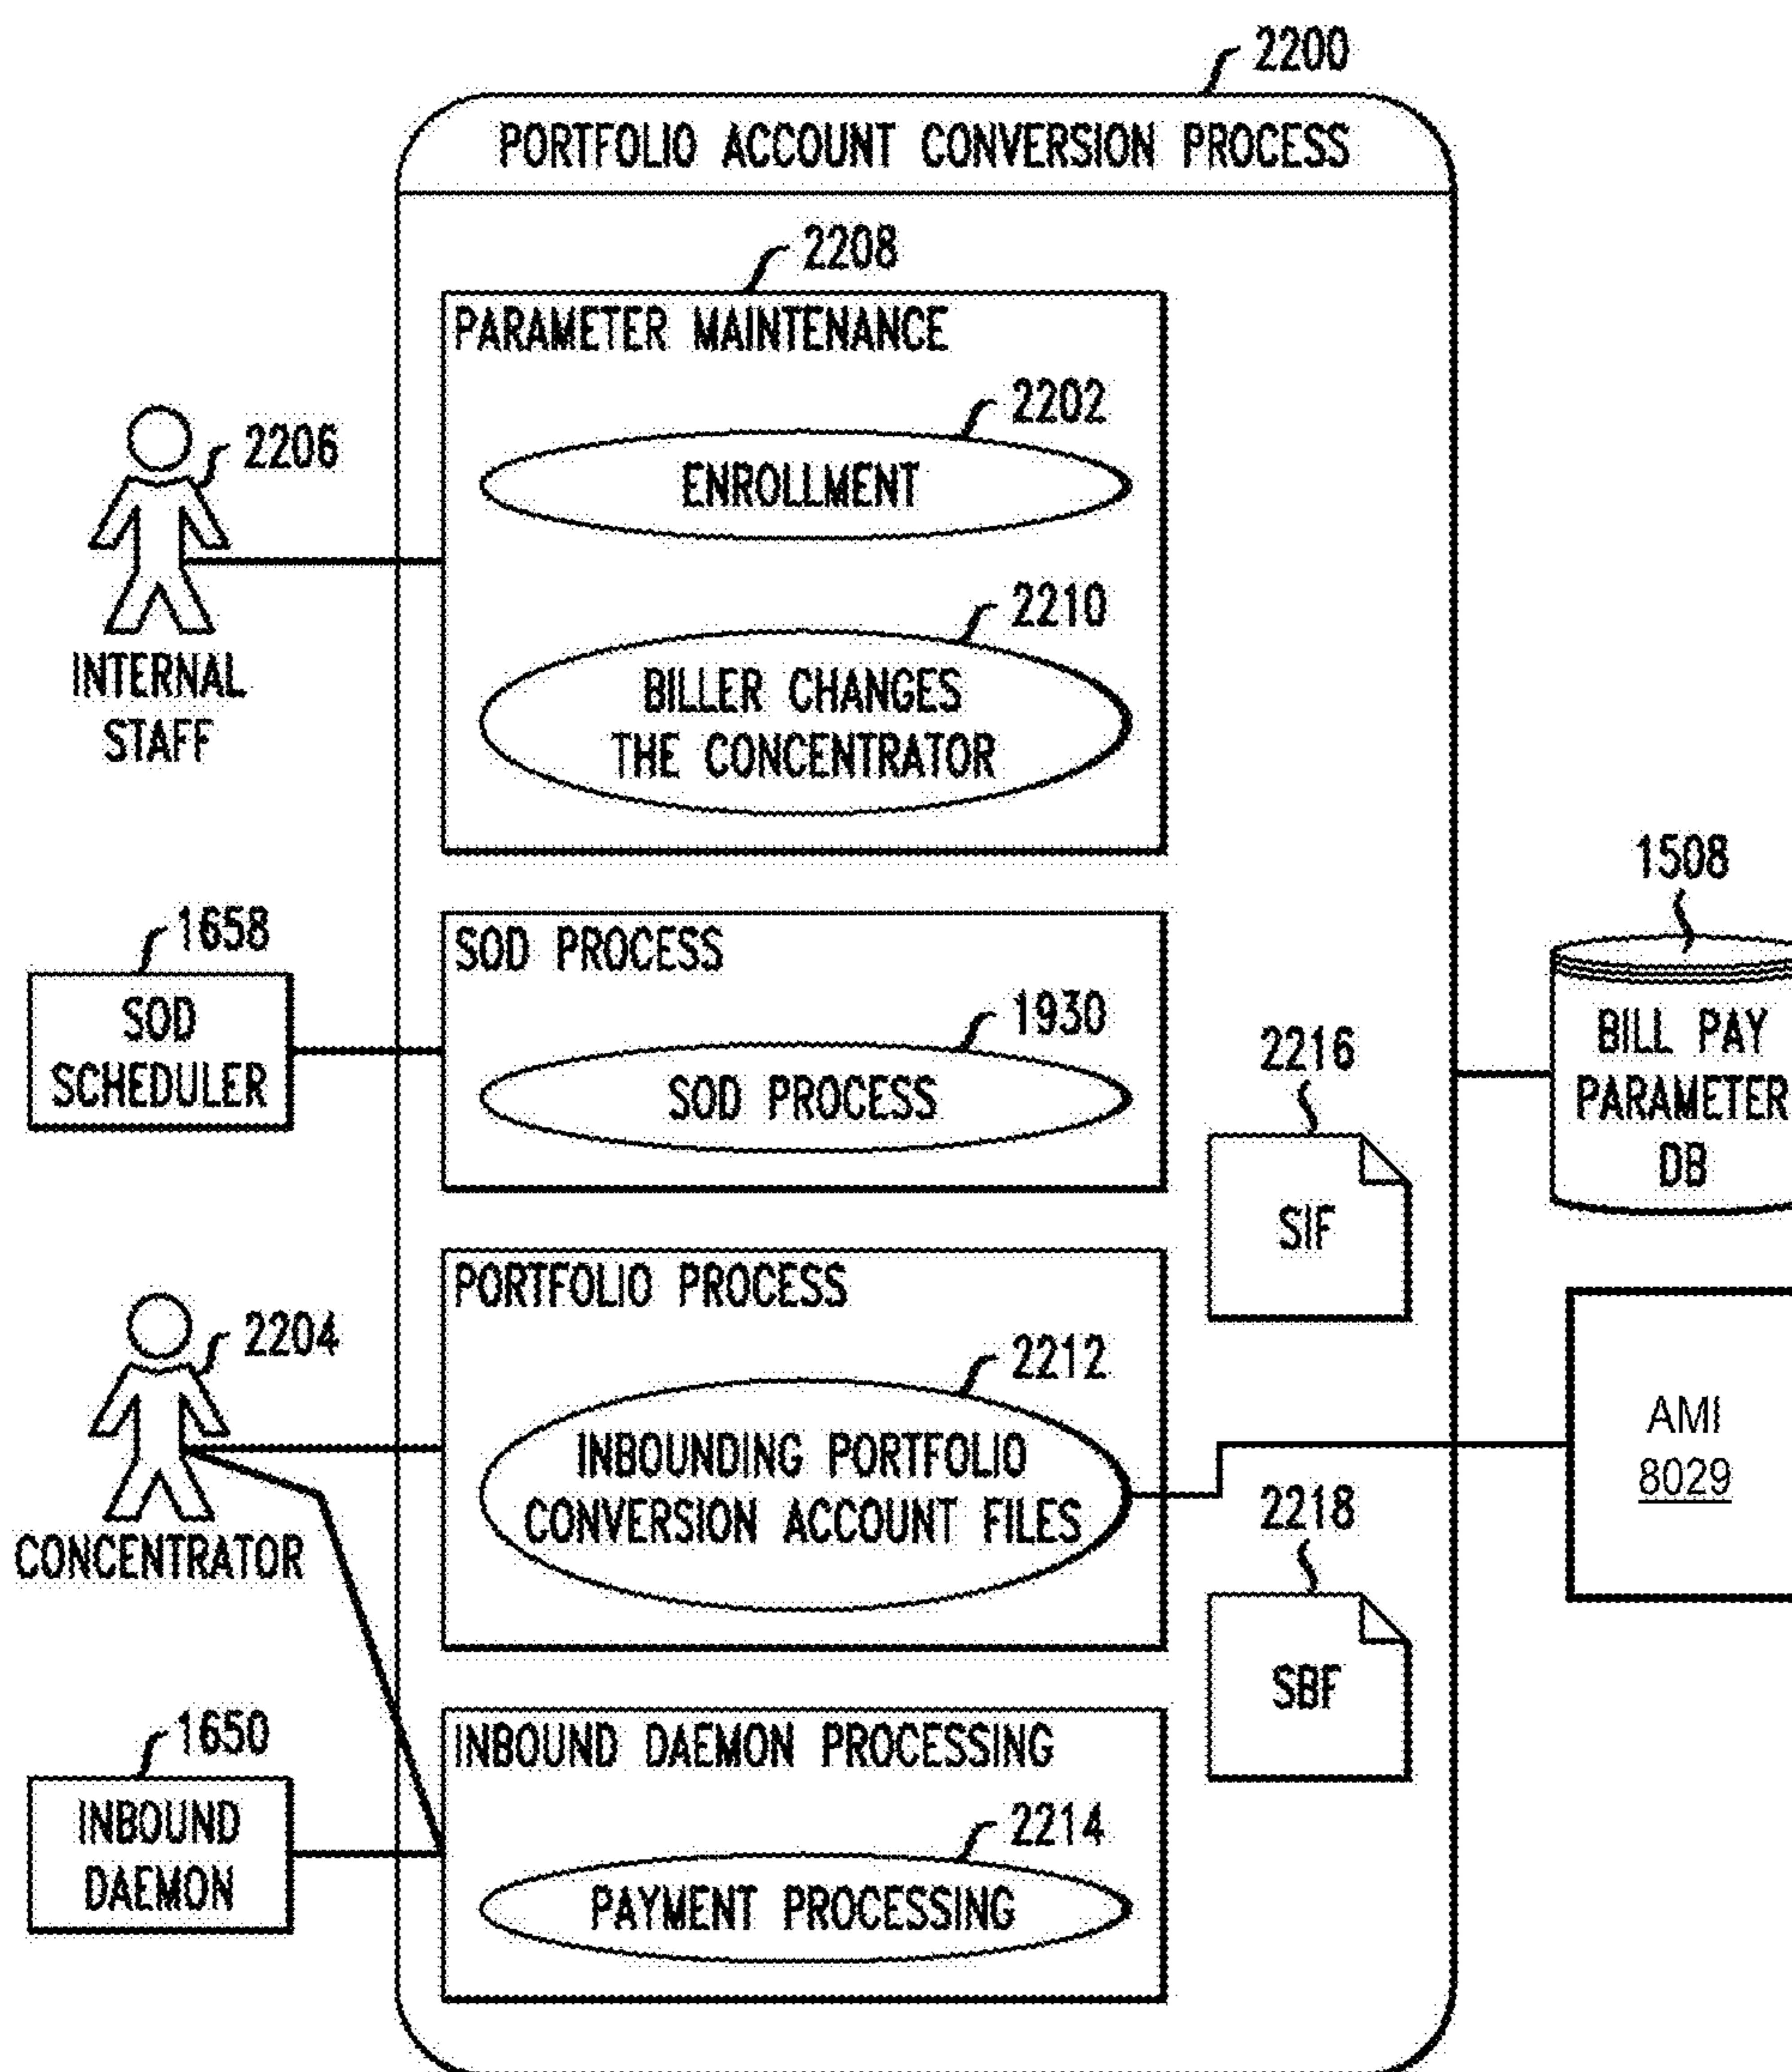 2200
PORTFOLIO ACCOUNT CONVERSION PROCESS
2208
PARAMETER MAINTENANCE
2202
ENROLLMENT
2206
INTERNAL
STAFF
2210
BILLER CHANGES
THE CONCENTRATOR
1658
SOD
SCHEDULER
SOD PROCESS
1930
SOD PROCESS
1508
BILL PAY
PARAMETER
DB
2216
SIF
2204
CONCENTRATOR
PORTFOLIO PROCESS
2212
INBOUNDING PORTFOLIO
CONVERSION ACCOUNT FILES
AMI
8029
2218
SBF
1650
INBOUND
DAEMON
INBOUND DAEMON PROCESSING
2214
PAYMENT PROCESSING